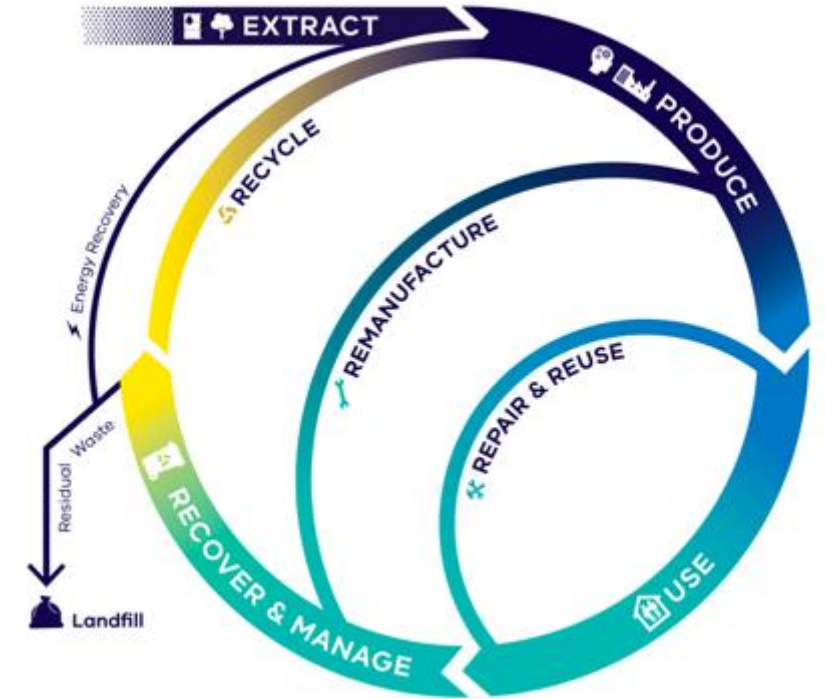 EXTRACT
PRODUCE
RECYCLE
Energy Recovery
REMANUFACTURE
REPAIR & REUSE
Residual Waste
RECOVER & MANAGE
USE
Landfill